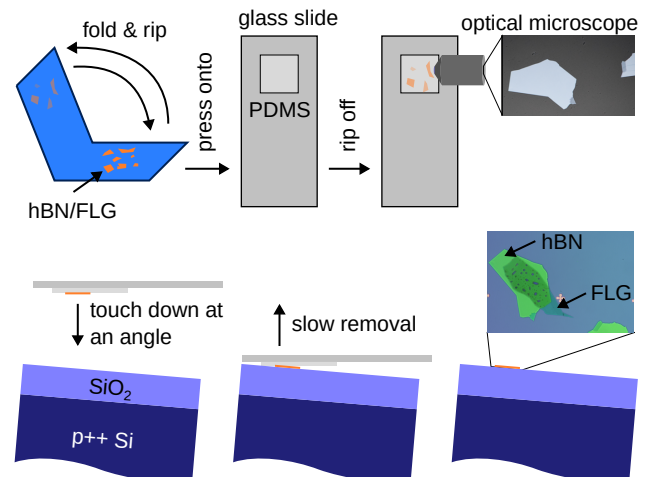 fold & rip
glass slide
optical microscope
press onto
PDMS
rip off
hBN/FLG
hBN
FLG
touch down at
an angle
slow removal
SiO₂
p++ Si